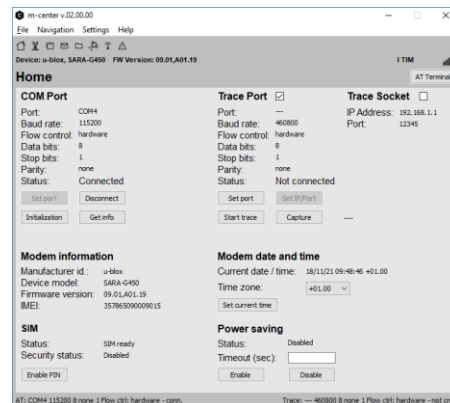 m-center v.02.00.00
File Navigation Settings Help
Device: u-blox, SARA-G450 FW Version: 09.01,A01.19 I TIM
Home AT Terminal
COM Port Trace Port Trace Socket
Port: COM4 Port: --- IP Address: 192.168.1.1
Baud rate: 115200 Baud rate: 460800 Port: 12345
Flow control: hardware Flow control: hardware
Data bits: 8 Data bits: 8
Stop bits: 1 Stop bits: 1
Parity: none Parity: none
Status: Connected Status: Not connected
Set port Disconnect Set port Set IP/Port
Initialization Get info Start trace Capture ---
Modem information Modem date and time
Manufacturer id.: u-blox Current date / time: 18/11/21 09:48:46 +01.00
Device model: SARA-G450 Time zone: +01.00
Firmware version: 09.01,A01.19 Set current time
IMEI: 357865090009015
SIM Power saving
Status: SIM ready Status: Disabled
Security status: Disabled Timeout (sec):
Enable PIN Enable Disable
AT: COM4 115200 8 none 1 Flow ctrl: hardware - conn. Trace: --- 460800 8 none 1 Flow ctrl: hardware - not